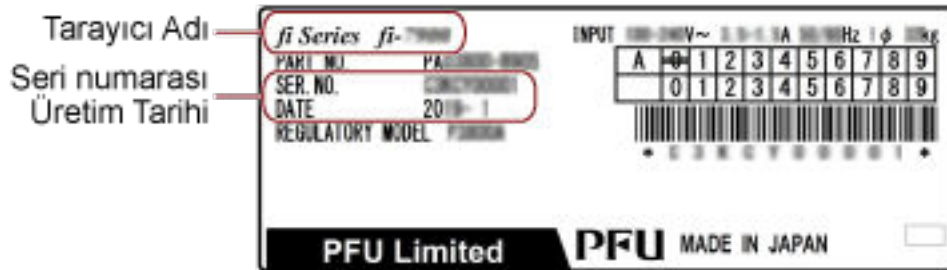 Tarayıcı Adı
Seri numarası
Üretim Tarihi
fi Series fi-
PART NO PA
SER. NO.
DATE 20
REGULATORY MODEL
INPUT V~ A Hz 1φ kg
A 0 1 2 3 4 5 6 7 8 9
0 1 2 3 4 5 6 7 8 9
PFU Limited
PFU MADE IN JAPAN